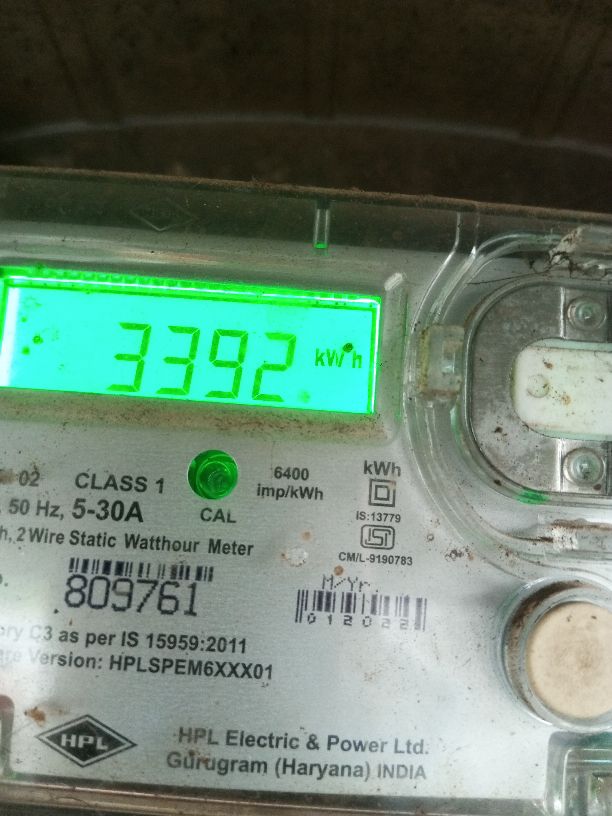 3392 kWh
02 CLASS 1
6400
imp/kWh
kWh
50 Hz, 5-30A
CAL
IS:13779
2 Wire Static Watthour Meter
CM/L-9190783
809761
M/Yr.
012022
C3 as per IS 15959:2011
Version: HPLSPEM6XXX01
HPL
HPL Electric & Power Ltd.
Gurugram (Haryana) INDIA